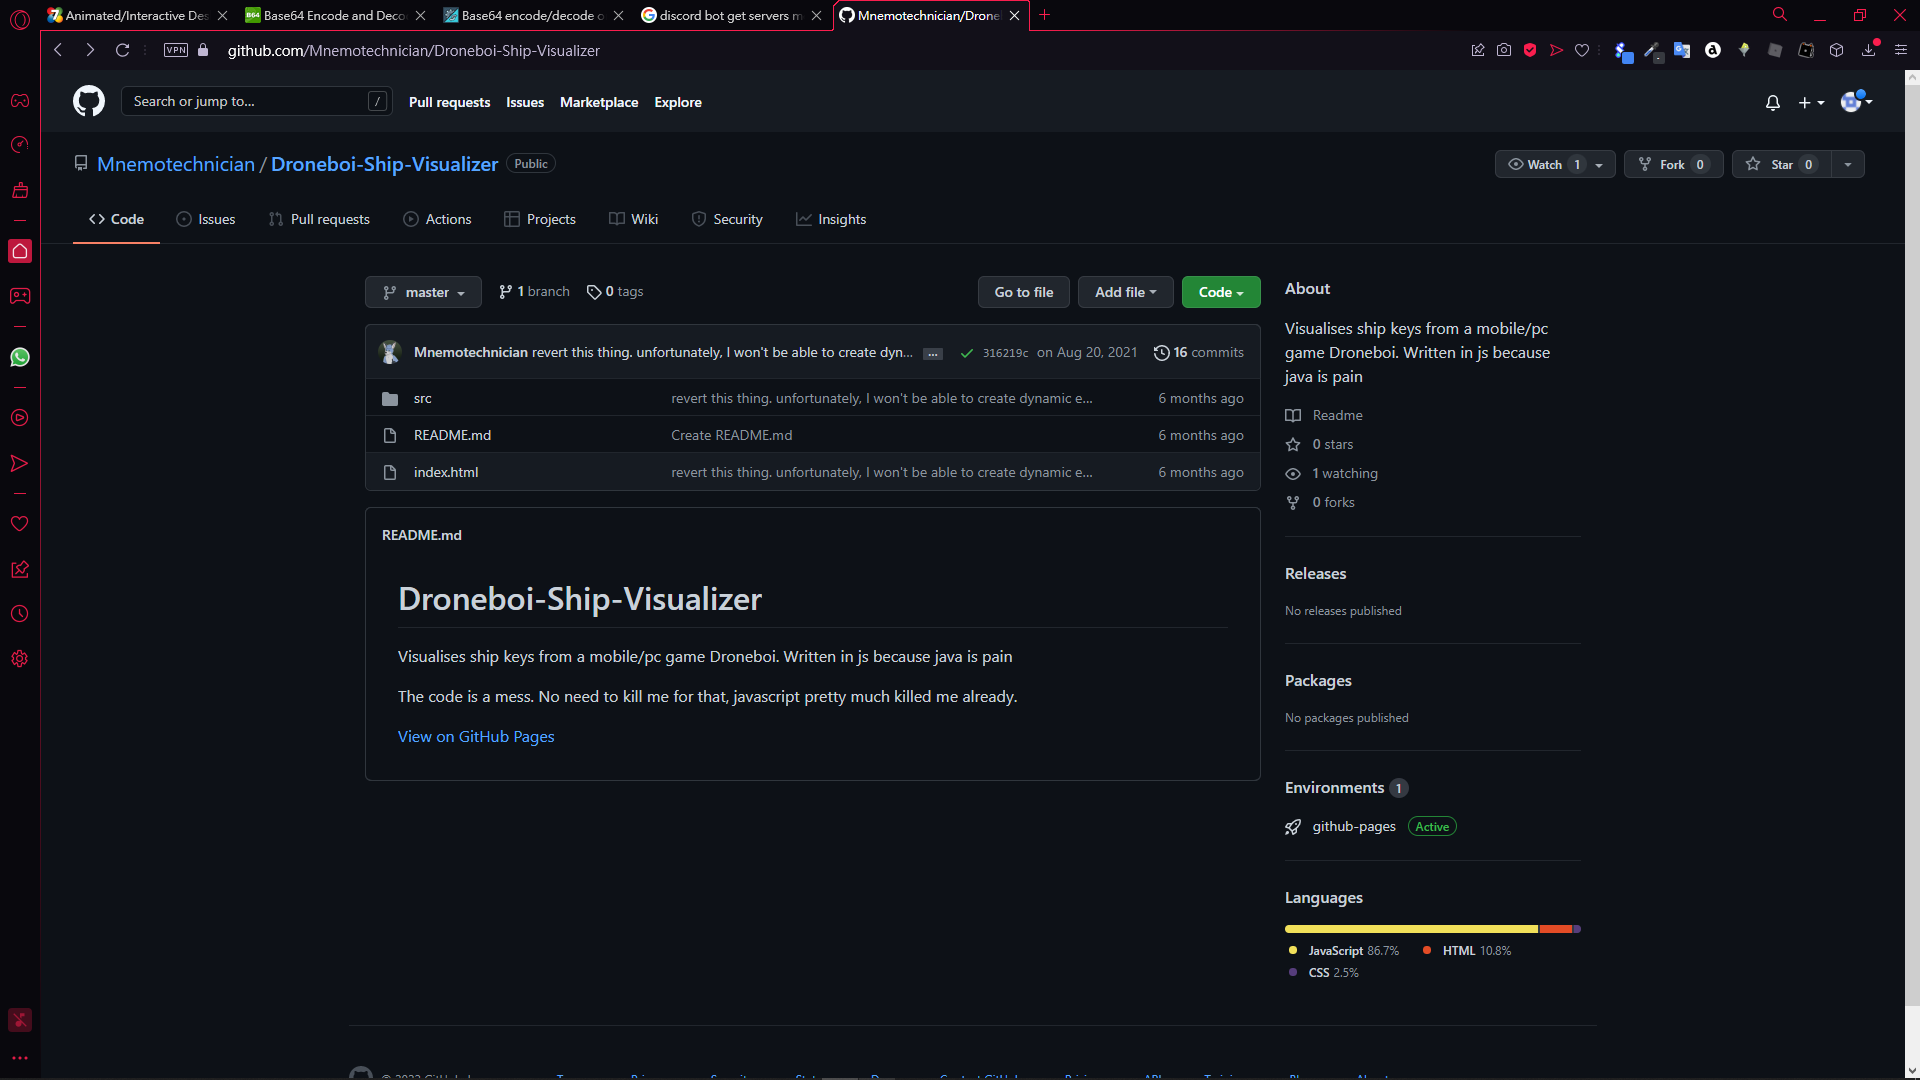 Animated/Interactive Des
Base64 Encode and Deco
Base64 encode/decode o
discord bot get servers m
Mnemotechnician/Drone
VPN
github.com/Mnemotechnician/Droneboi-Ship-Visualizer
Search or jump to...
/
Pull requests
Issues
Marketplace
Explore
Mnemotechnician / Droneboi-Ship-Visualizer
Public
Watch 1
Fork 0
Star 0
Code
Issues
Pull requests
Actions
Projects
Wiki
Security
Insights
master
1 branch
0 tags
Go to file
Add file
Code
Mnemotechnician revert this thing. unfortunately, I won't be able to create dyn... ... 316219c on Aug 20, 2021 16 commits
src revert this thing. unfortunately, I won't be able to create dynamic e... 6 months ago
README.md Create README.md 6 months ago
index.html revert this thing. unfortunately, I won't be able to create dynamic e... 6 months ago
README.md
Droneboi-Ship-Visualizer
Visualises ship keys from a mobile/pc game Droneboi. Written in js because java is pain
The code is a mess. No need to kill me for that, javascript pretty much killed me already.
View on GitHub Pages
About
Visualises ship keys from a mobile/pc
game Droneboi. Written in js because
java is pain
Readme
0 stars
1 watching
0 forks
Releases
No releases published
Packages
No packages published
Environments 1
github-pages Active
Languages
JavaScript 86.7% HTML 10.8%
CSS 2.5%